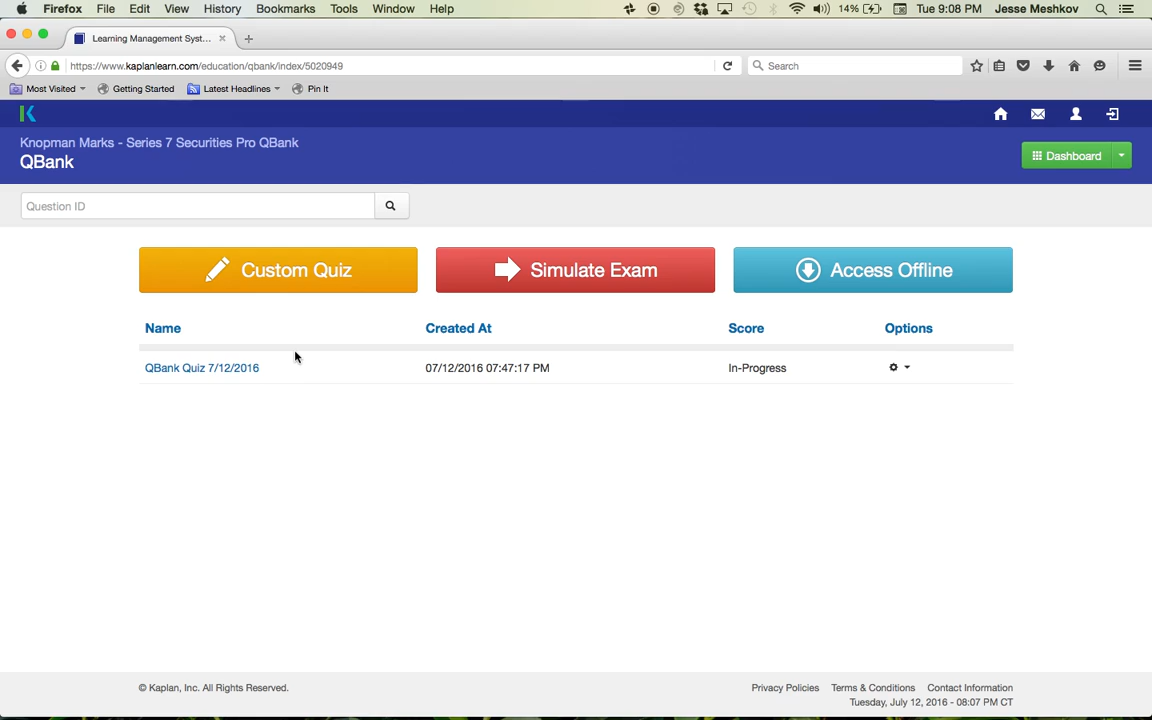 Firefox File Edit View History Bookmarks Tools Window Help 14% Tue 9:08 PM Jesse Meshkov
Learning Management Syst...
https://www.kaplanlearn.com/education/qbank/index/5020949 Search
Most Visited Getting Started Latest Headlines Pin It
K
Knopman Marks - Series 7 Securities Pro QBank
QBank
Dashboard
Question ID
Custom Quiz Simulate Exam Access Offline
Name Created At Score Options
QBank Quiz 7/12/2016 07/12/2016 07:47:17 PM In-Progress
© Kaplan, Inc. All Rights Reserved. Privacy Policies Terms & Conditions Contact Information
Tuesday, July 12, 2016 - 08:07 PM CT